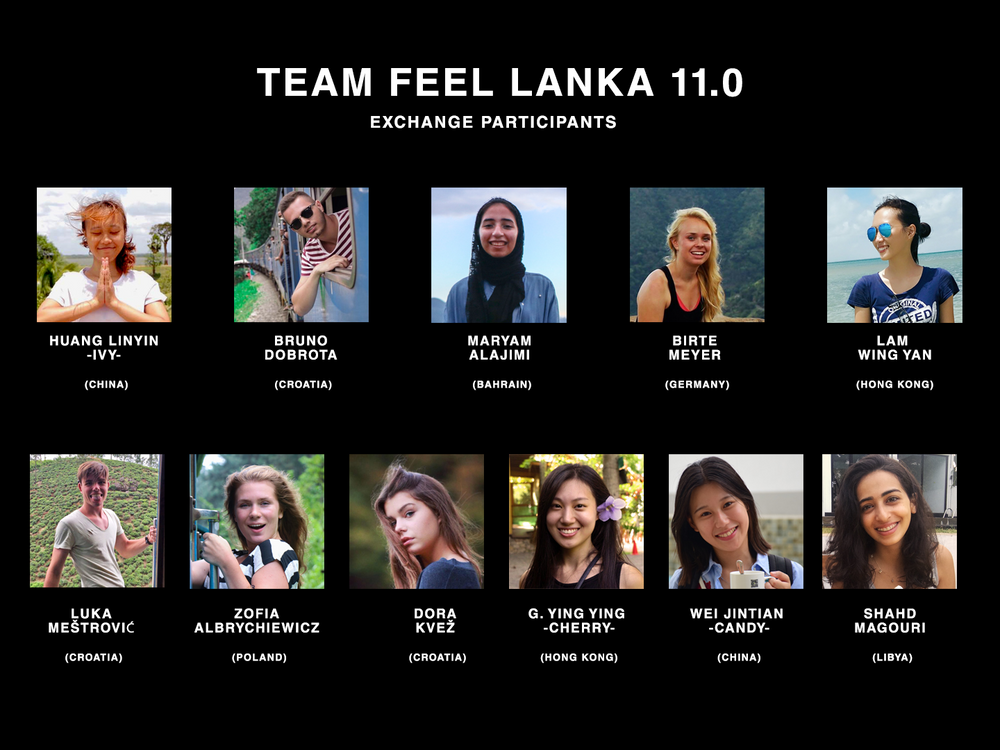 TEAM FEEL LANKA 11.0
EXCHANGE PARTICIPANTS
HUANG LINYIN
-IVY-
(CHINA)
BRUNO
DOBROTA
(CROATIA)
MARYAM
ALAJIMI
(BAHRAIN)
BIRTE
MEYER
(GERMANY)
LAM
WING YAN
(HONG KONG)
ORIGINAL
LIMITED
LUKA
MEŠTROVIĆ
(CROATIA)
ZOFIA
ALBRYCHIEWICZ
(POLAND)
DORA
KVEŽ
(CROATIA)
G. YING YING
-CHERRY-
(HONG KONG)
WEI JINTIAN
-CANDY-
(CHINA)
SHAHD
MAGOURI
(LIBYA)